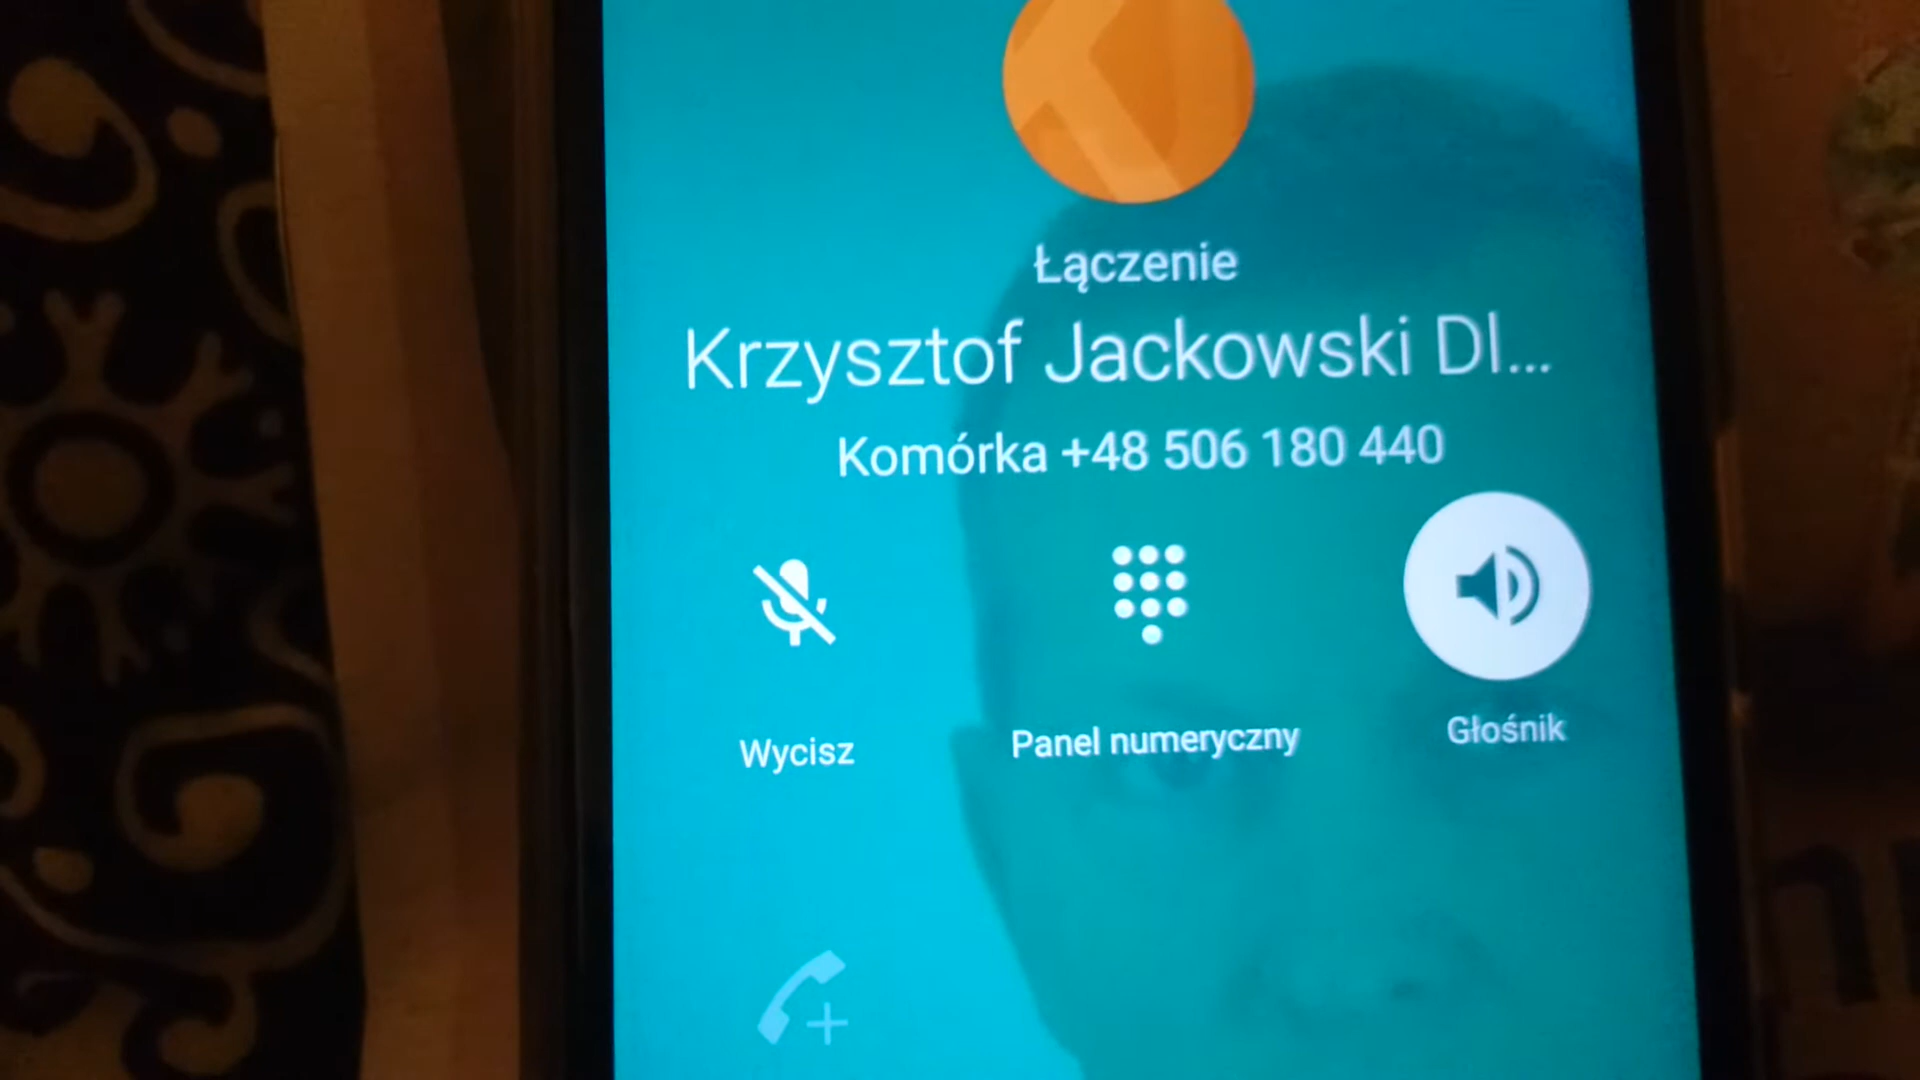 Łączenie
Krzysztof Jackowski Dl...
Komórka +48 506 180 440
Wycisz
Panel numeryczny
Głośnik